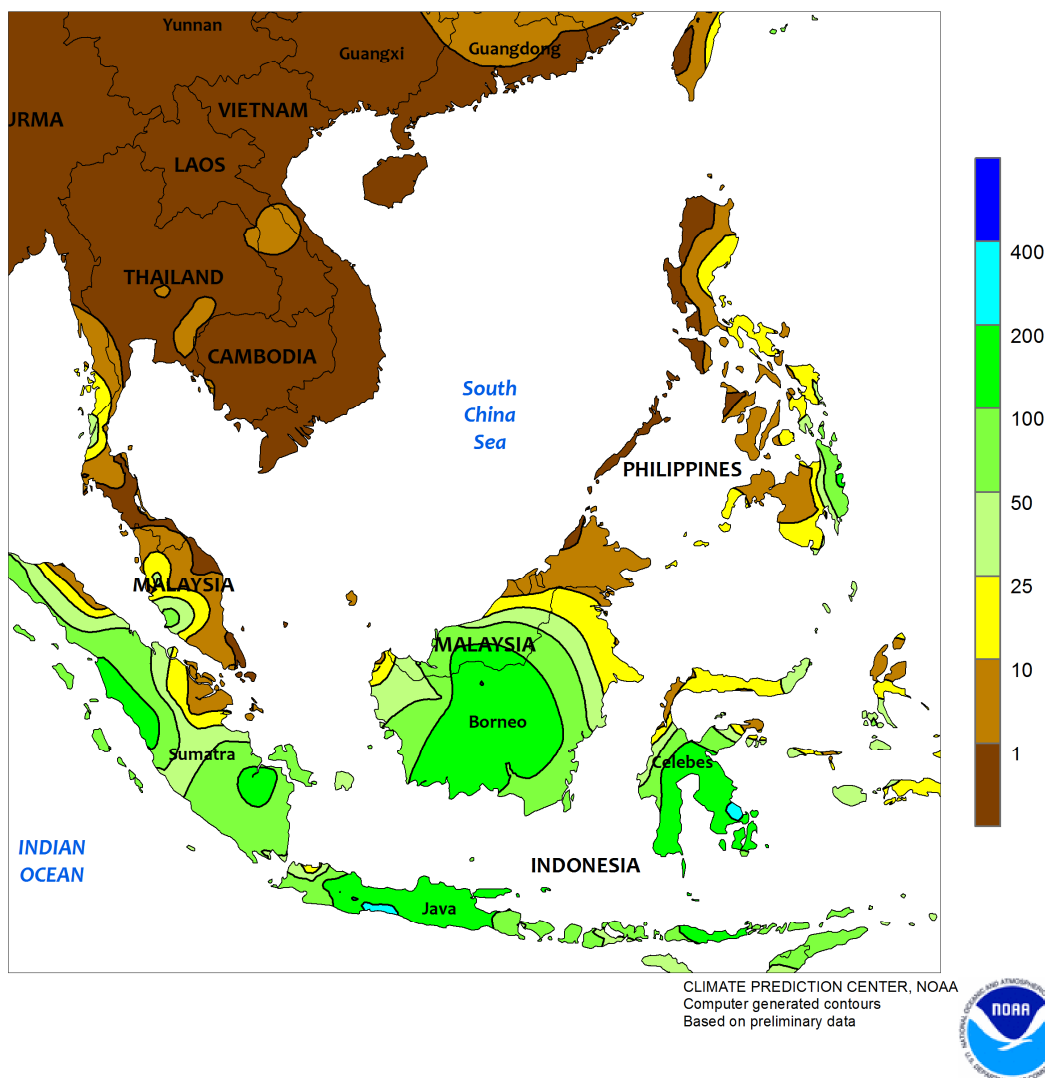 Yunnan
Guangxi
Guangdong
URMA
VIETNAM
LAOS
THAILAND
CAMBODIA
South
China
Sea
PHILIPPINES
MALAYSIA
MALAYSIA
Borneo
Sumatra
Celebes
INDIAN
OCEAN
INDONESIA
Java
400
200
100
50
25
10
1
CLIMATE PREDICTION CENTER, NOAA
Computer generated contours
Based on preliminary data
NOAA